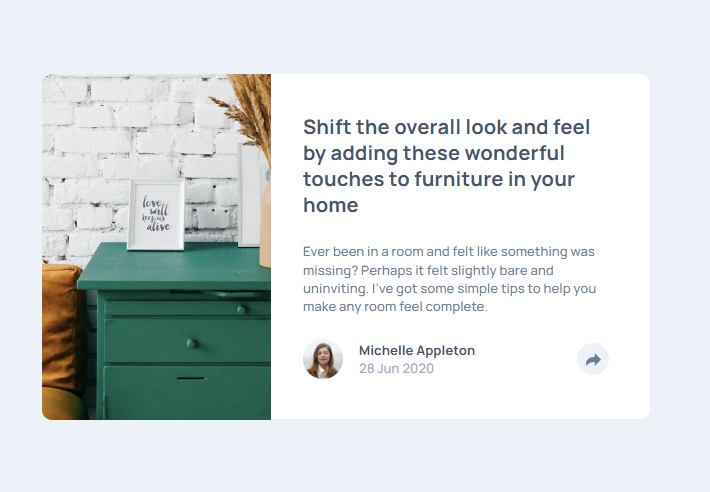 love
will
keep us
alive
Shift the overall look and feel
by adding these wonderful
touches to furniture in your
home
Ever been in a room and felt like something was
missing? Perhaps it felt slightly bare and
uninviting. I've got some simple tips to help you
make any room feel complete.
Michelle Appleton
28 Jun 2020